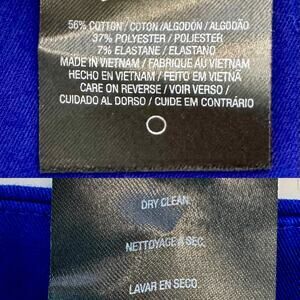 56% COTTON / COTON /ALGODÓN / ALGODÃO
37% POLYESTER / POLIÉSTER
7% ELASTANE / ELASTANO
MADE IN VIETNAM / FABRIQUE AU VIETNAM
HECHO EN VIETNAM / FEITO EM VIETNÃ
CARE ON REVERSE / VOIR VERSO /
CUIDADO AL DORSO / CUIDE EM CONTRÁRIO
DRY CLEAN.
NETTOYAGE A SEC.
LAVAR EN SECO.